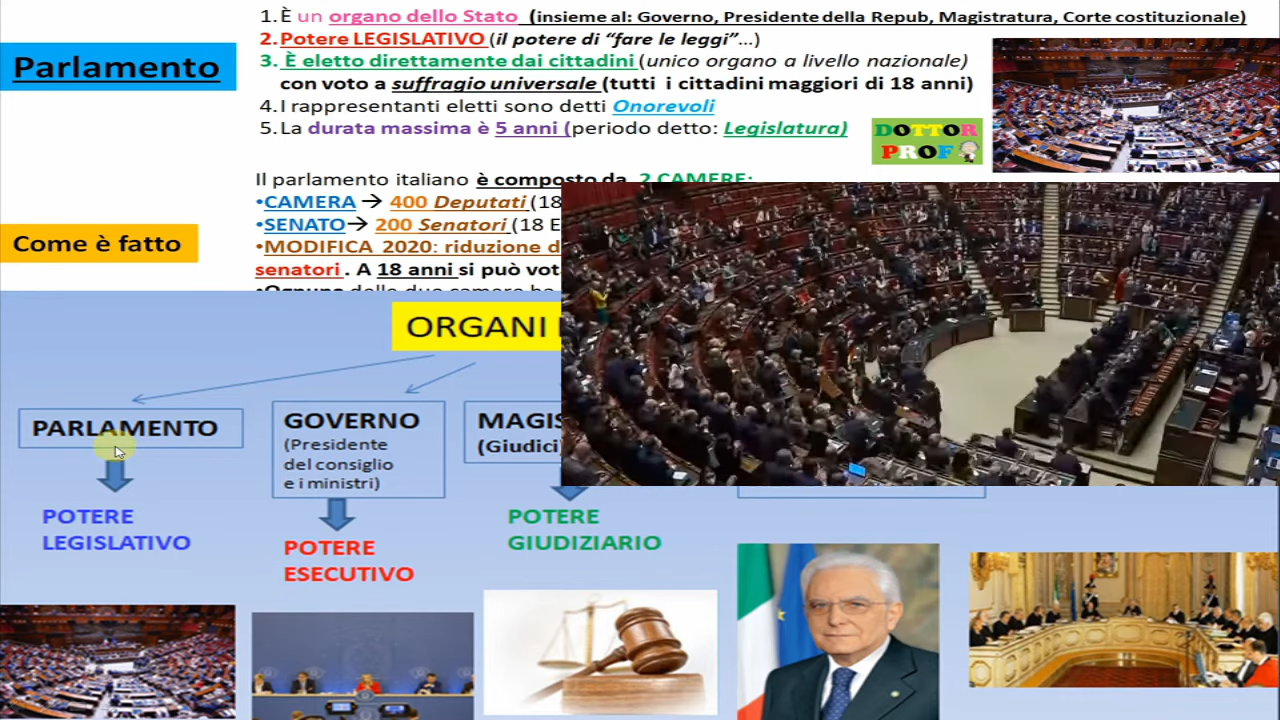 Parlamento
1. È un organo dello Stato (insieme al: Governo, Presidente della Repub, Magistratura, Corte costituzionale)
2. Potere LEGISLATIVO (il potere di “fare le leggi”…)
3. È eletto direttamente dai cittadini (unico organo a livello nazionale)
con voto a suffragio universale (tutti i cittadini maggiori di 18 anni)
4. I rappresentanti eletti sono detti Onorevoli
5. La durata massima è 5 anni (periodo detto: Legislatura)
DOTTOR
PROF
Come è fatto
Il parlamento italiano è composto da 2 CAMERE:
•CAMERA → 400 Deputati (18
•SENATO → 200 Senatori (18 E
•MODIFICA 2020: riduzione d
senatori . A 18 anni si può vot
•Ognuno delle due camere ha
ORGANI
PARLAMENTO
GOVERNO
(Presidente
del consiglio
e i ministri)
MAGIS
(Giudici
POTERE
LEGISLATIVO
POTERE
ESECUTIVO
POTERE
GIUDIZIARIO